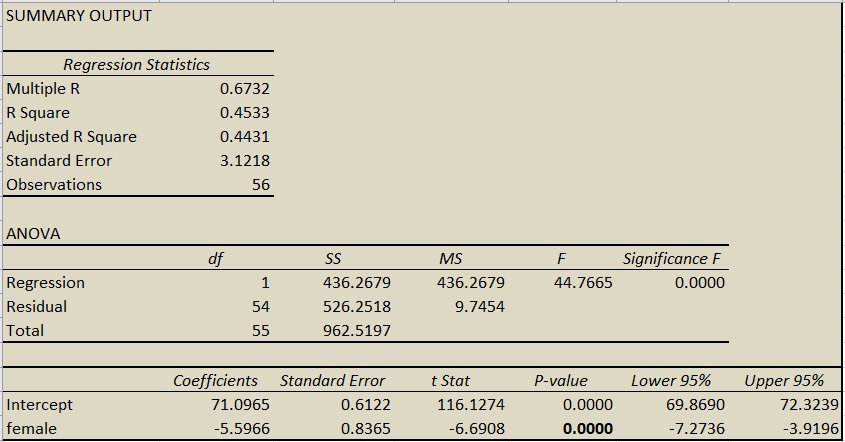 SUMMARY OUTPUT
Regression Statistics
Multiple R 0.6732
R Square 0.4533
Adjusted R Square 0.4431
Standard Error 3.1218
Observations 56
ANOVA
df SS MS F Significance F
Regression 1 436.2679 436.2679 44.7665 0.0000
Residual 54 526.2518 9.7454
Total 55 962.5197
Coefficients Standard Error t Stat P-value Lower 95% Upper 95%
Intercept 71.0965 0.6122 116.1274 0.0000 69.8690 72.3239
female -5.5966 0.8365 -6.6908 0.0000 -7.2736 -3.9196